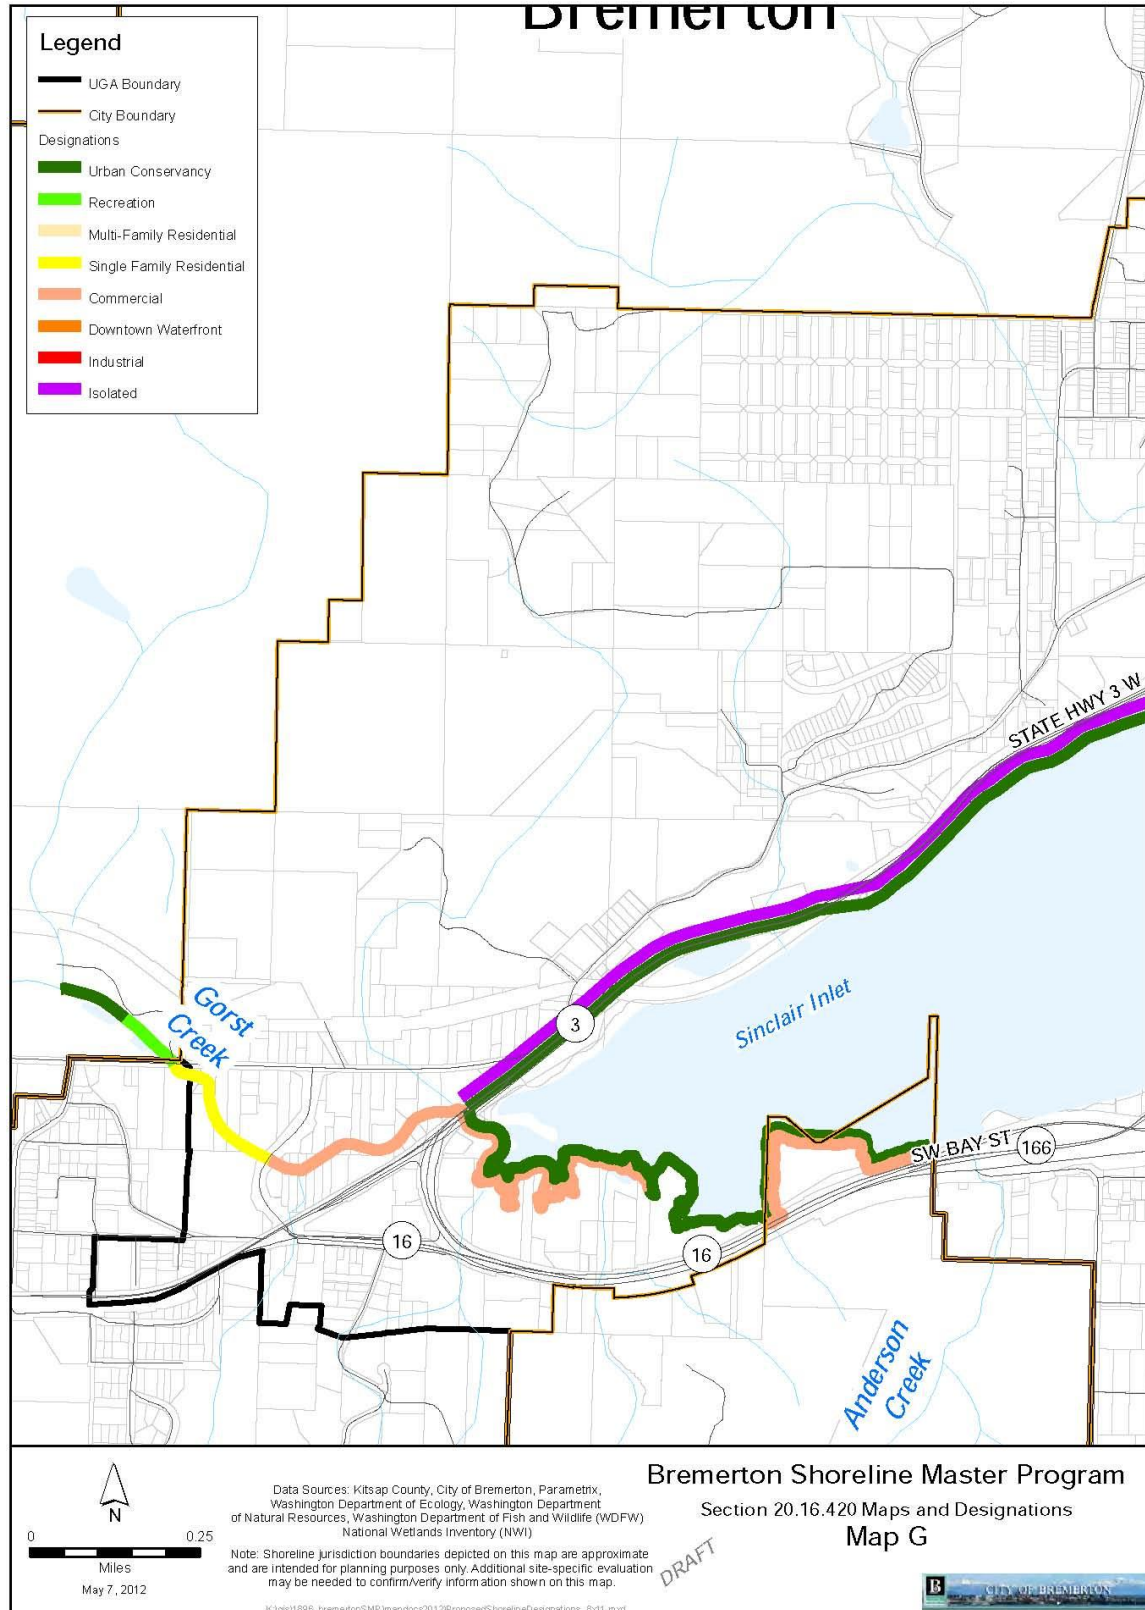 Bremerton
Legend
UGA Boundary
City Boundary
Designations
Urban Conservancy
Recreation
Multi-Family Residential
Single Family Residential
Commercial
Downtown Waterfront
Industrial
Isolated
STATE HWY 3 W
Gorst
Creek
3
Sinclair Inlet
SW BAY ST
166
16
16
Anderson
Creek
N
0 0.25
Miles
May 7, 2012
Data Sources: Kitsap County, City of Bremerton, Parametrix,
Washington Department of Ecology, Washington Department
of Natural Resources, Washington Department of Fish and Wildlife (WDFW)
National Wetlands Inventory (NWI)
Note: Shoreline jurisdiction boundaries depicted on this map are approximate
and are intended for planning purposes only. Additional site-specific evaluation
may be needed to confirm/verify information shown on this map.
DRAFT
Bremerton Shoreline Master Program
Section 20.16.420 Maps and Designations
Map G
B
CITY OF BREMERTON